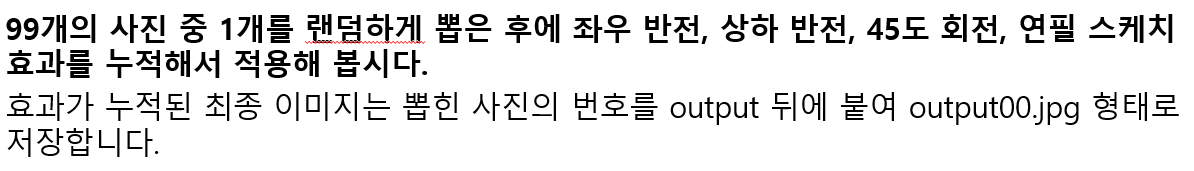 99개의 사진 중 1개를 랜덤하게 뽑은 후에 좌우 반전, 상하 반전, 45도 회전, 연필 스케치
효과를 누적해서 적용해 봅시다.
효과가 누적된 최종 이미지는 뽑힌 사진의 번호를 output 뒤에 붙여 output00.jpg 형태로
저장합니다.